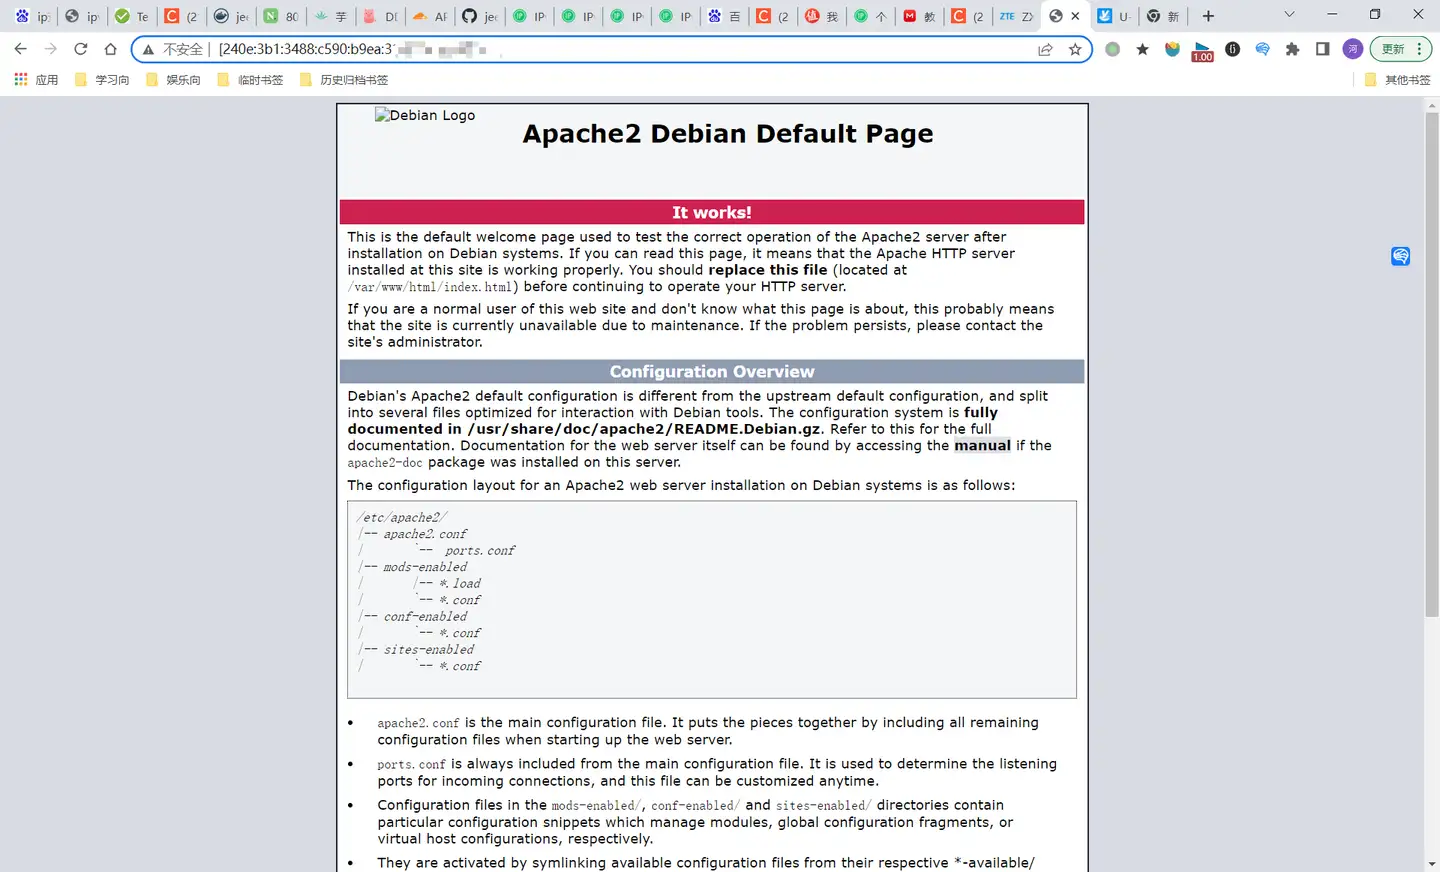 ip
ip
Te
(2
je
80
芋
DD
AF
jee
IP
IP
IP
IP
百
(2
我
个
教
(2
ZTE ZX
U-
新
不安全 | [240e:3b1:3488:c590:b9ea:3
1.00
河
更新
应用 学习向 娱乐向 临时书签 历史归档书签 其他书签
Debian Logo
Apache2 Debian Default Page
It works!
This is the default welcome page used to test the correct operation of the Apache2 server after
installation on Debian systems. If you can read this page, it means that the Apache HTTP server
installed at this site is working properly. You should replace this file (located at
/var/www/html/index.html) before continuing to operate your HTTP server.
If you are a normal user of this web site and don't know what this page is about, this probably means
that the site is currently unavailable due to maintenance. If the problem persists, please contact the
site's administrator.
Configuration Overview
Debian's Apache2 default configuration is different from the upstream default configuration, and split
into several files optimized for interaction with Debian tools. The configuration system is fully
documented in /usr/share/doc/apache2/README.Debian.gz. Refer to this for the full
documentation. Documentation for the web server itself can be found by accessing the manual if the
apache2-doc package was installed on this server.
The configuration layout for an Apache2 web server installation on Debian systems is as follows:
/etc/apache2/
|-- apache2.conf
|       `--  ports.conf
|-- mods-enabled
|       |-- *.load
|       `-- *.conf
|-- conf-enabled
|       `-- *.conf
|-- sites-enabled
|       `-- *.conf
• apache2.conf is the main configuration file. It puts the pieces together by including all remaining
configuration files when starting up the web server.
• ports.conf is always included from the main configuration file. It is used to determine the listening
ports for incoming connections, and this file can be customized anytime.
• Configuration files in the mods-enabled/, conf-enabled/ and sites-enabled/ directories contain
particular configuration snippets which manage modules, global configuration fragments, or
virtual host configurations, respectively.
• They are activated by symlinking available configuration files from their respective *-available/